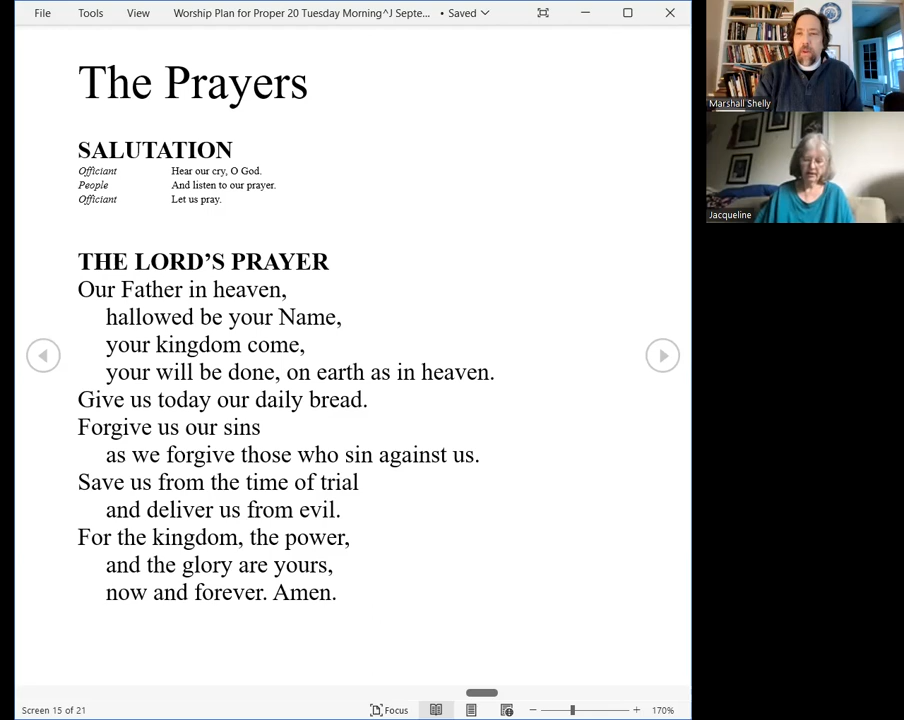 File Tools View Worship Plan for Proper 20 Tuesday Morning^J Septe... • Saved
The Prayers
SALUTATION
Officiant Hear our cry, O God.
People And listen to our prayer.
Officiant Let us pray.
THE LORD’S PRAYER
Our Father in heaven,
hallowed be your Name,
your kingdom come,
your will be done, on earth as in heaven.
Give us today our daily bread.
Forgive us our sins
as we forgive those who sin against us.
Save us from the time of trial
and deliver us from evil.
For the kingdom, the power,
and the glory are yours,
now and forever. Amen.
Screen 15 of 21 Focus 170%
Marshall Shelly
Jacqueline